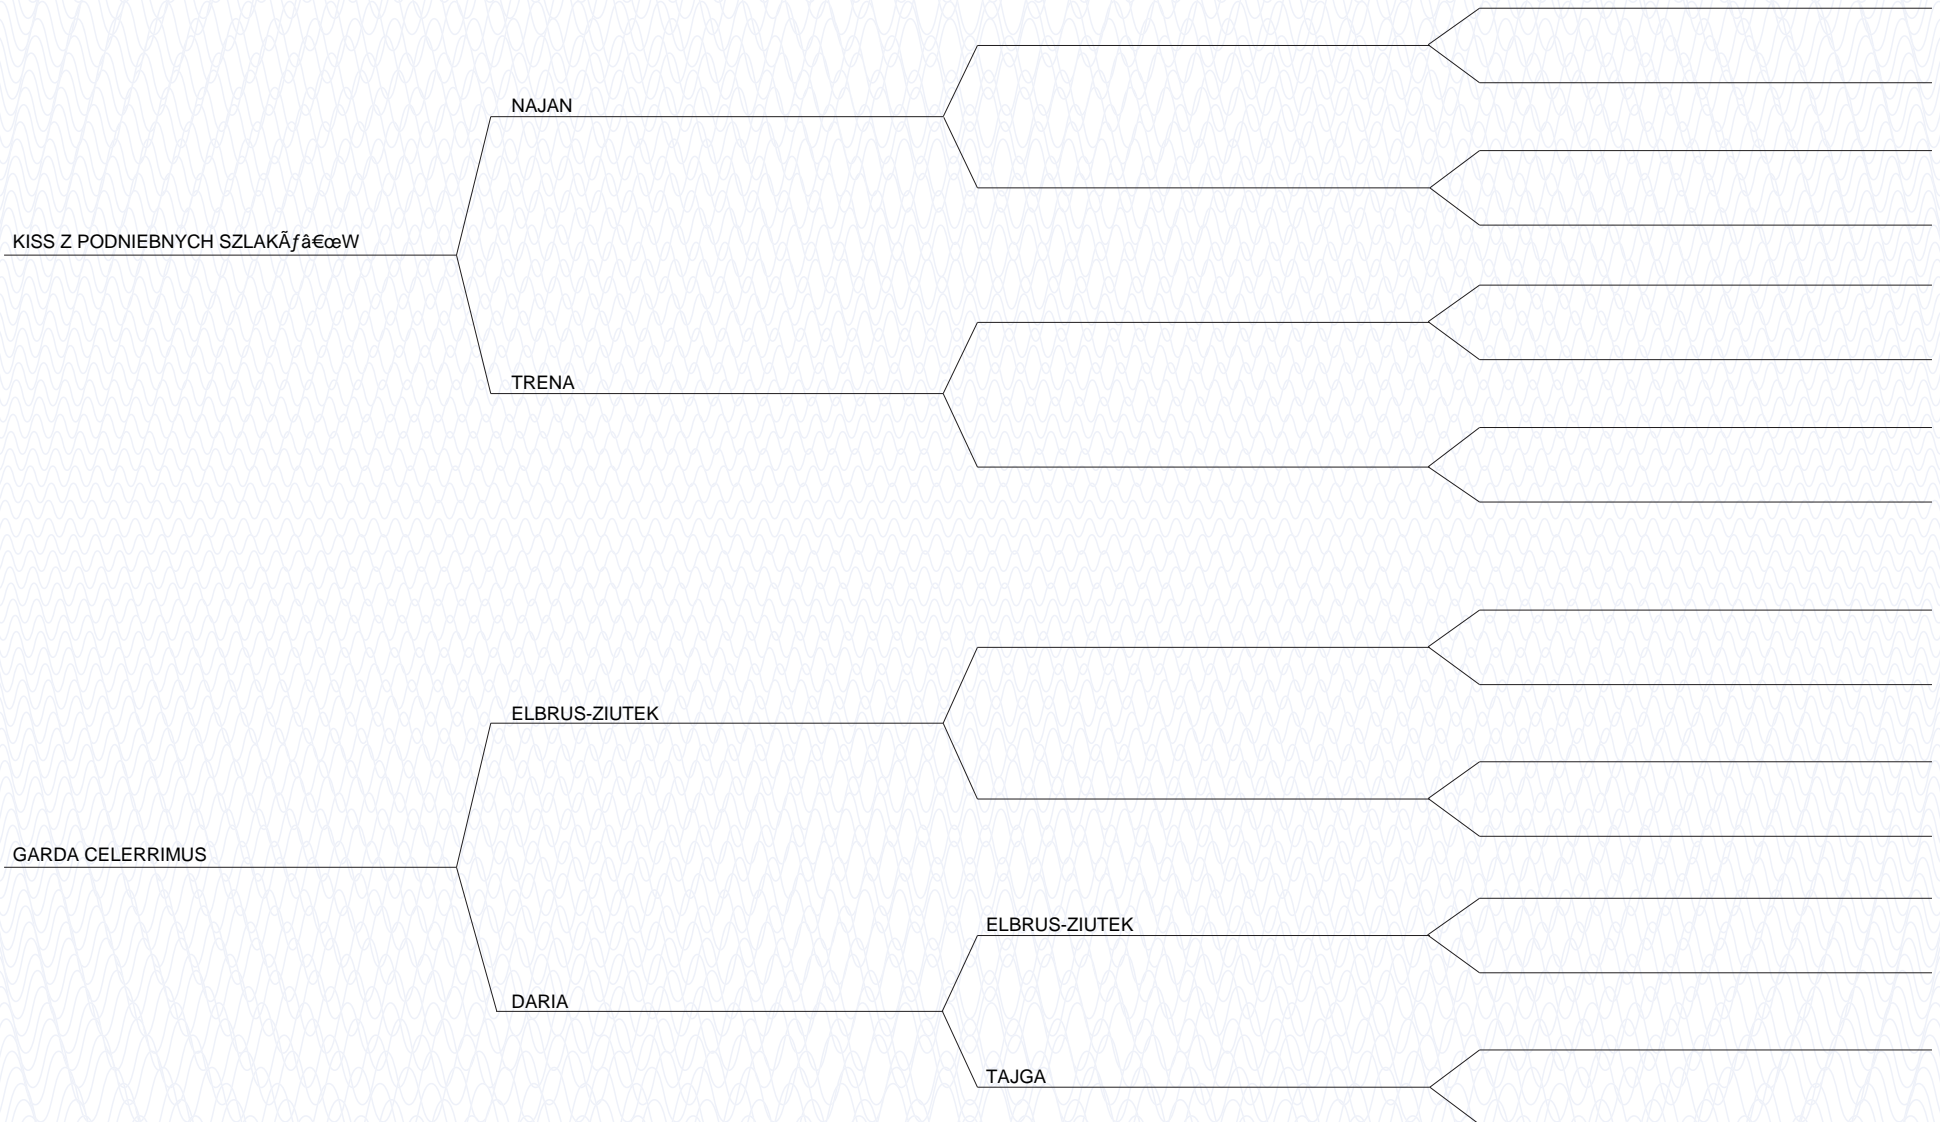 NAJAN
KISS Z PODNIEBNYCH SZLAKÃƒâ€œW
TRENA
ELBRUS-ZIUTEK
GARDA CELERRIMUS
ELBRUS-ZIUTEK
DARIA
TAJGA